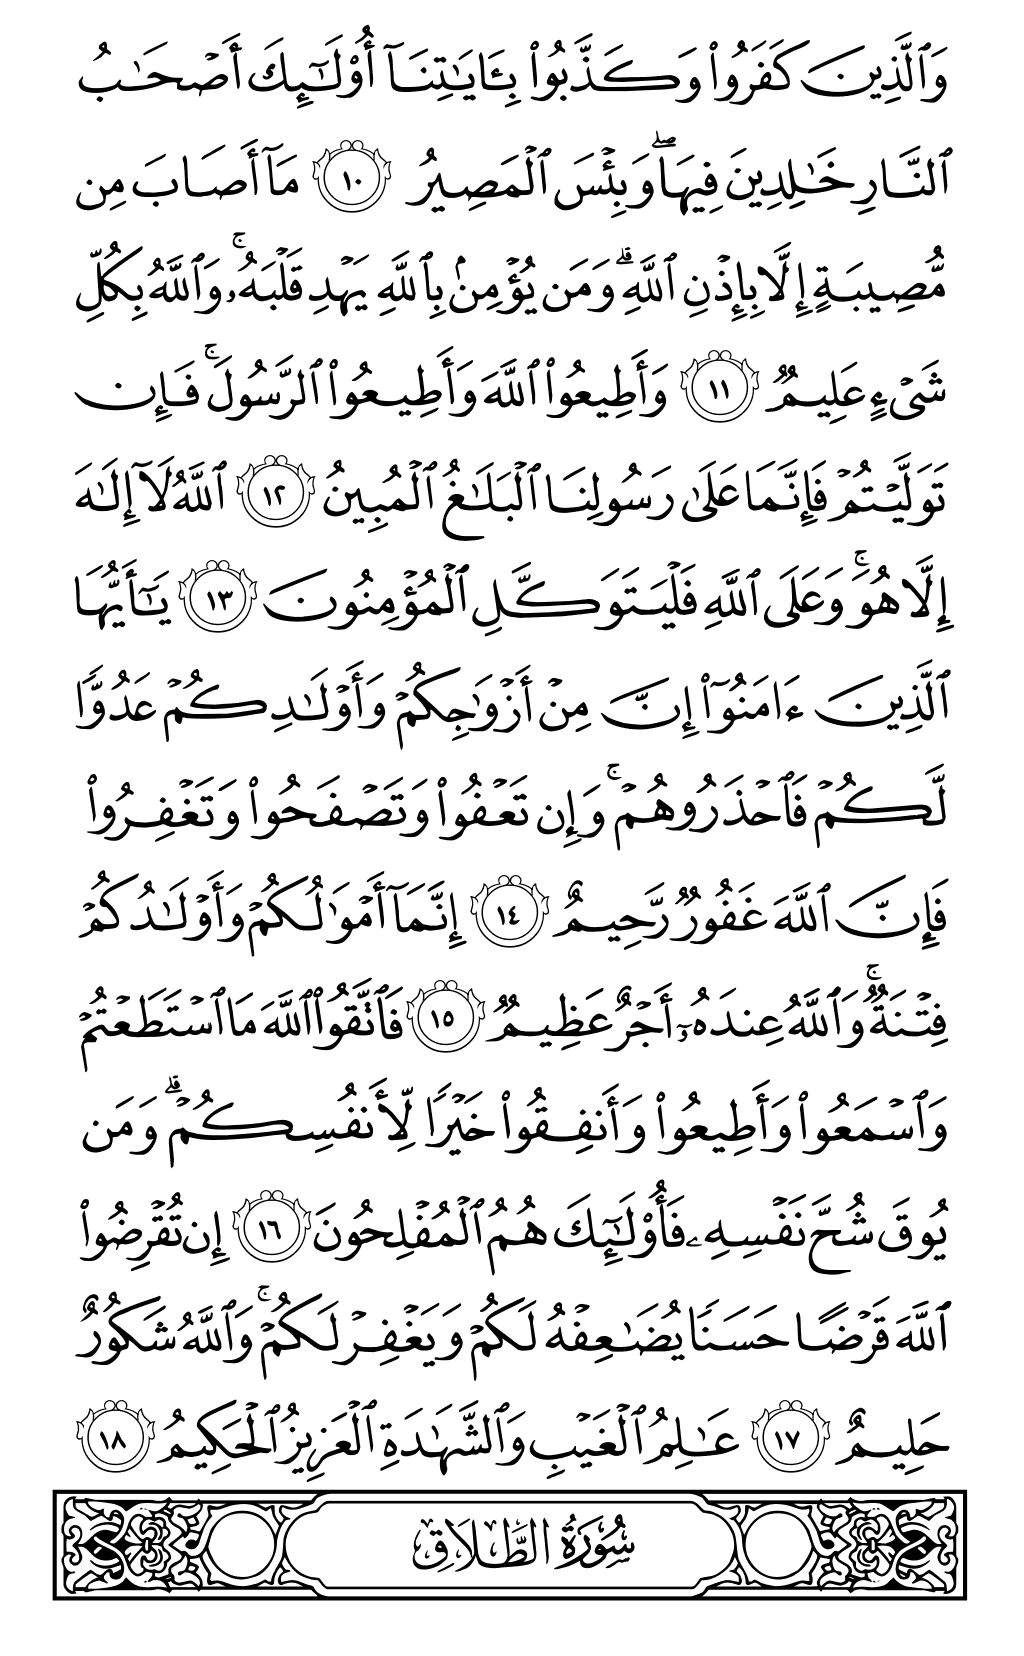 وَٱلَّذِينَ كَفَرُوا۟ وَكَذَّبُوا۟ بِـَٔايَـٰتِنَآ أُو۟لَـٰٓئِكَ أَصْحَـٰبُ
ٱلنَّارِ خَـٰلِدِينَ فِيهَا ۖ وَبِئْسَ ٱلْمَصِيرُ ١٠ مَآ أَصَابَ مِن
مُّصِيبَةٍ إِلَّا بِإِذْنِ ٱللَّهِ ۗ وَمَن يُؤْمِنۢ بِٱللَّهِ يَهْدِ قَلْبَهُۥ ۚ وَٱللَّهُ بِكُلِّ
شَىْءٍ عَلِيمٌ ١١ وَأَطِيعُوا۟ ٱللَّهَ وَأَطِيعُوا۟ ٱلرَّسُولَ ۚ فَإِن
تَوَلَّيْتُمْ فَإِنَّمَا عَلَىٰ رَسُولِنَا ٱلْبَلَـٰغُ ٱلْمُبِينُ ١٢ ٱللَّهُ لَآ إِلَـٰهَ
إِلَّا هُوَ ۚ وَعَلَى ٱللَّهِ فَلْيَتَوَكَّلِ ٱلْمُؤْمِنُونَ ١٣ يَـٰٓأَيُّهَا
ٱلَّذِينَ ءَامَنُوٓا۟ إِنَّ مِنْ أَزْوَٰجِكُمْ وَأَوْلَـٰدِكُمْ عَدُوًّا
لَّكُمْ فَٱحْذَرُوهُمْ ۚ وَإِن تَعْفُوا۟ وَتَصْفَحُوا۟ وَتَغْفِرُوا۟
فَإِنَّ ٱللَّهَ غَفُورٌ رَّحِيمٌ ١٤ إِنَّمَآ أَمْوَٰلُكُمْ وَأَوْلَـٰدُكُمْ
فِتْنَةٌ ۚ وَٱللَّهُ عِندَهُۥٓ أَجْرٌ عَظِيمٌ ١٥ فَٱتَّقُوا۟ ٱللَّهَ مَا ٱسْتَطَعْتُمْ
وَٱسْمَعُوا۟ وَأَطِيعُوا۟ وَأَنفِقُوا۟ خَيْرًا لِّأَنفُسِكُمْ ۗ وَمَن
يُوقَ شُحَّ نَفْسِهِۦ فَأُو۟لَـٰٓئِكَ هُمُ ٱلْمُفْلِحُونَ ١٦ إِن تُقْرِضُوا۟
ٱللَّهَ قَرْضًا حَسَنًا يُضَـٰعِفْهُ لَكُمْ وَيَغْفِرْ لَكُمْ ۚ وَٱللَّهُ شَكُورٌ
حَلِيمٌ ١٧ عَـٰلِمُ ٱلْغَيْبِ وَٱلشَّهَـٰدَةِ ٱلْعَزِيزُ ٱلْحَكِيمُ ١٨
سُورَةُ الطَّلَاقِ